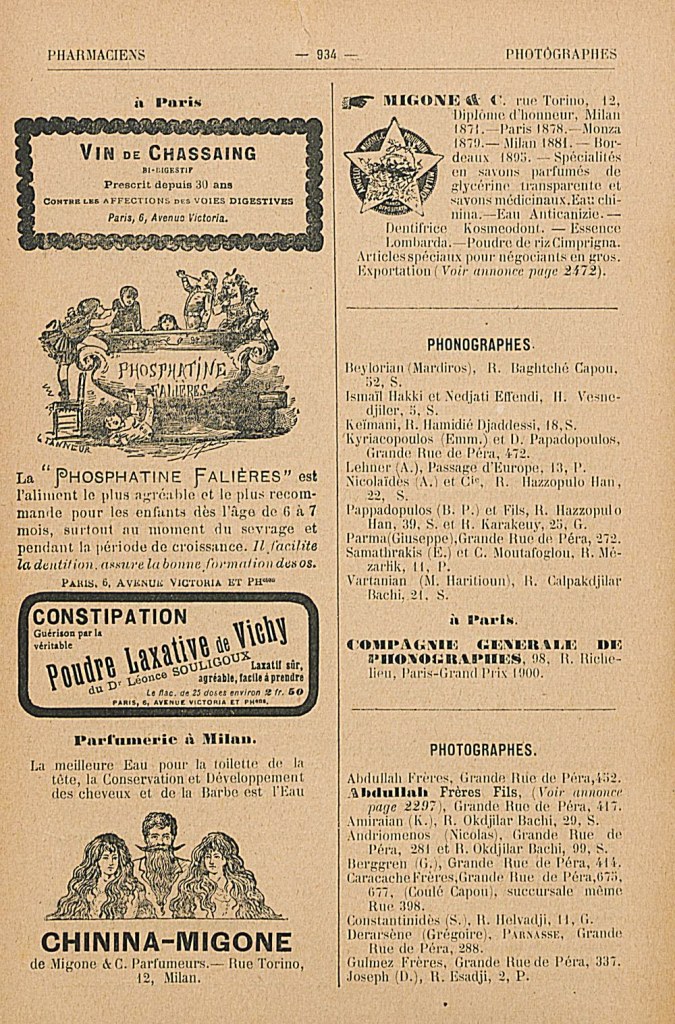 PHARMACIENS — 934 — PHOTOGRAPHES
à Paris
VIN DE CHASSAING
BI-DIGESTIF
Prescrit depuis 30 ans
CONTRE LES AFFECTIONS DES VOIES DIGESTIVES
Paris, 6, Avenue Victoria.
PHOSPHATINE
FALIÈRES
La "PHOSPHATINE FALIÈRES" est
l'aliment le plus agréable et le plus recom-
mande pour les enfants dès l'âge de 6 à 7
mois, surtout au moment du sevrage et
pendant la période de croissance. Il facilite
la dentition, assure la bonne formation des os.
PARIS, 6, AVENUE VICTORIA ET PHcies
CONSTIPATION
Guérison par la
véritable
Poudre Laxative de Vichy
du Dr Léonce SOULIGOUX
Laxatif sûr,
agréable, facile à prendre
Le flac. de 25 doses environ 2 fr. 50
PARIS, 6, AVENUE VICTORIA ET PHcies.
Parfumerie à Milan.
La meilleure Eau pour la toilette de la
tête, la Conservation et Développement
des cheveux et de la Barbe est l'Eau
CHININA-MIGONE
de Migone & C. Parfumeurs.— Rue Torino,
12, Milan.
MIGONE & C. rue Torino, 12,
Diplôme d'honneur, Milan
1871.—Paris 1878.—Monza
1879.— Milan 1881.— Bor-
deaux 1895. — Spécialités
en savons parfumés de
glycérine transparente et
savons médicinaux. Eau chi-
nina.—Eau Anticanizie.—
Dentifrice Kosmeodont. — Essence
Lombarda.—Poudre de riz Cimprigna.
Articles spéciaux pour négociants en gros.
Exportation (Voir annonce page 2472).
PHONOGRAPHES.
Beylorian (Mardiros), R. Baghtché Capou,
52, S.
Ismaïl Hakki et Nedjati Effendi, H. Vesne-
djiler, 5, S.
Keïmani, R. Hamidié Djaddessi, 18, S.
Kyriacopoulos (Emm.) et D. Papadopoulos,
Grande Rue de Péra, 472.
Lehner (A.), Passage d'Europe, 13, P.
Nicolaïdès (A.) et Cie, R. Hazzopulo Han,
22, S.
Pappadopulos (B. P.) et Fils, R. Hazzopulo
Han, 39, S. et R. Karakeuy, 25, G.
Parma (Giuseppe), Grande Rue de Péra, 272.
Samathrakis (E.) et C. Moutafoglou, R. Mé-
zarlik, 11, P.
Vartanian (M. Haritioun), R. Calpakdjilar
Bachi, 21, S.
à Paris.
COMPAGNIE GENERALE DE
PHONOGRAPHES, 98, R. Riche-
lieu, Paris-Grand Prix 1900.
PHOTOGRAPHES.
Abdullah Frères, Grande Rue de Péra, 452.
Abdullah Frères Fils, (Voir annonce
page 2297), Grande Rue de Péra, 417.
Amiraian (K.), R. Okdjilar Bachi, 29, S.
Andriomenos (Nicolas), Grande Rue de
Péra, 281 et R. Okdjilar Bachi, 99, S.
Berggren (G.), Grande Rue de Péra, 414.
Caracache Frères, Grande Rue de Péra, 675,
677, (Coulé Capou), succursale même
Rue 398.
Constantinidès (S.), R. Helvadji, 11, G.
Derarsène (Grégoire), PARNASSE, Grande
Rue de Péra, 288.
Gulmez Frères, Grande Rue de Péra, 337.
Joseph (D.), R. Esadji, 2, P.